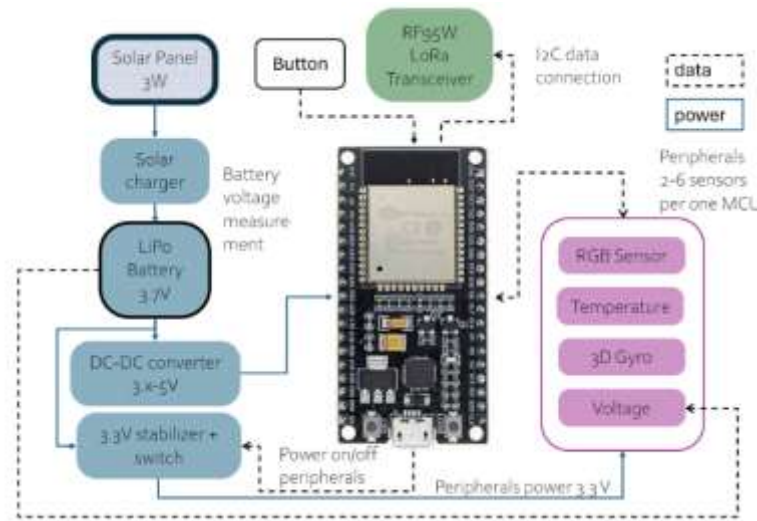 Solar Panel
3W
Button
RF95W
LoRa
Transceiver
I2C data
connection
data
power
Solar
charger
Battery
voltage
measure
ment
Peripherals
2-6 sensors
per one MCU
LiPo
Battery
3.7V
RGB Sensor
Temperature
3D Gyro
Voltage
DC-DC converter
3.x-5V
3.3V stabilizer +
switch
Power on/off
peripherals
Peripherals power 3.3 V